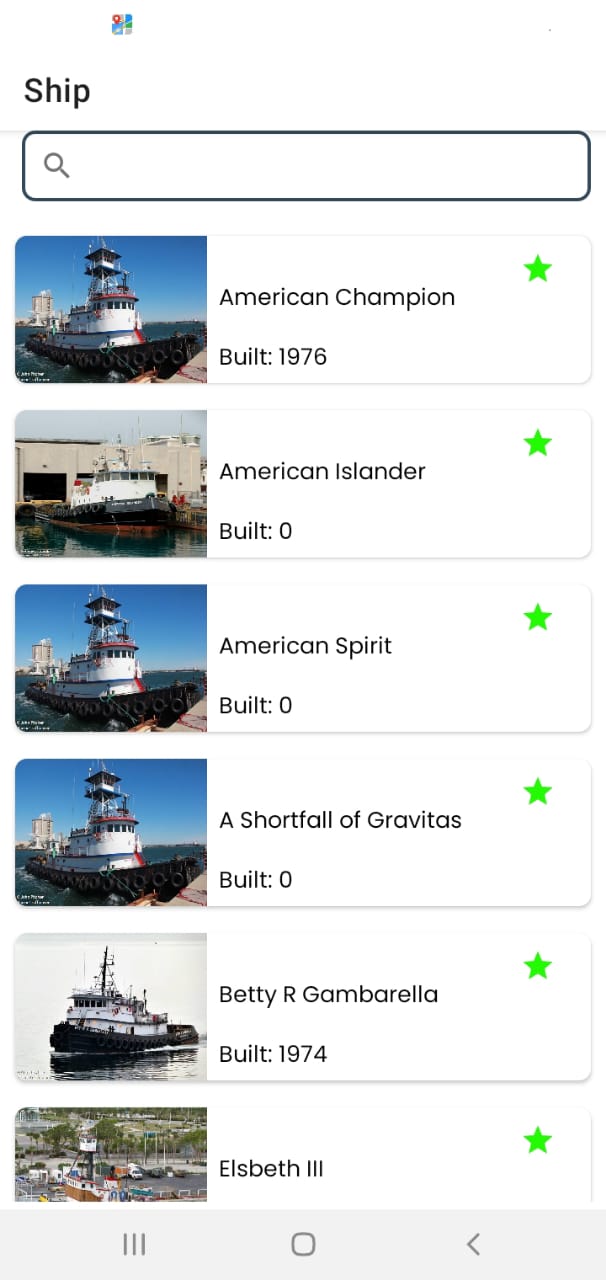 Ship
American Champion
Built: 1976
American Islander
Built: 0
American Spirit
Built: 0
A Shortfall of Gravitas
Built: 0
Betty R Gambarella
Built: 1974
Elsbeth III